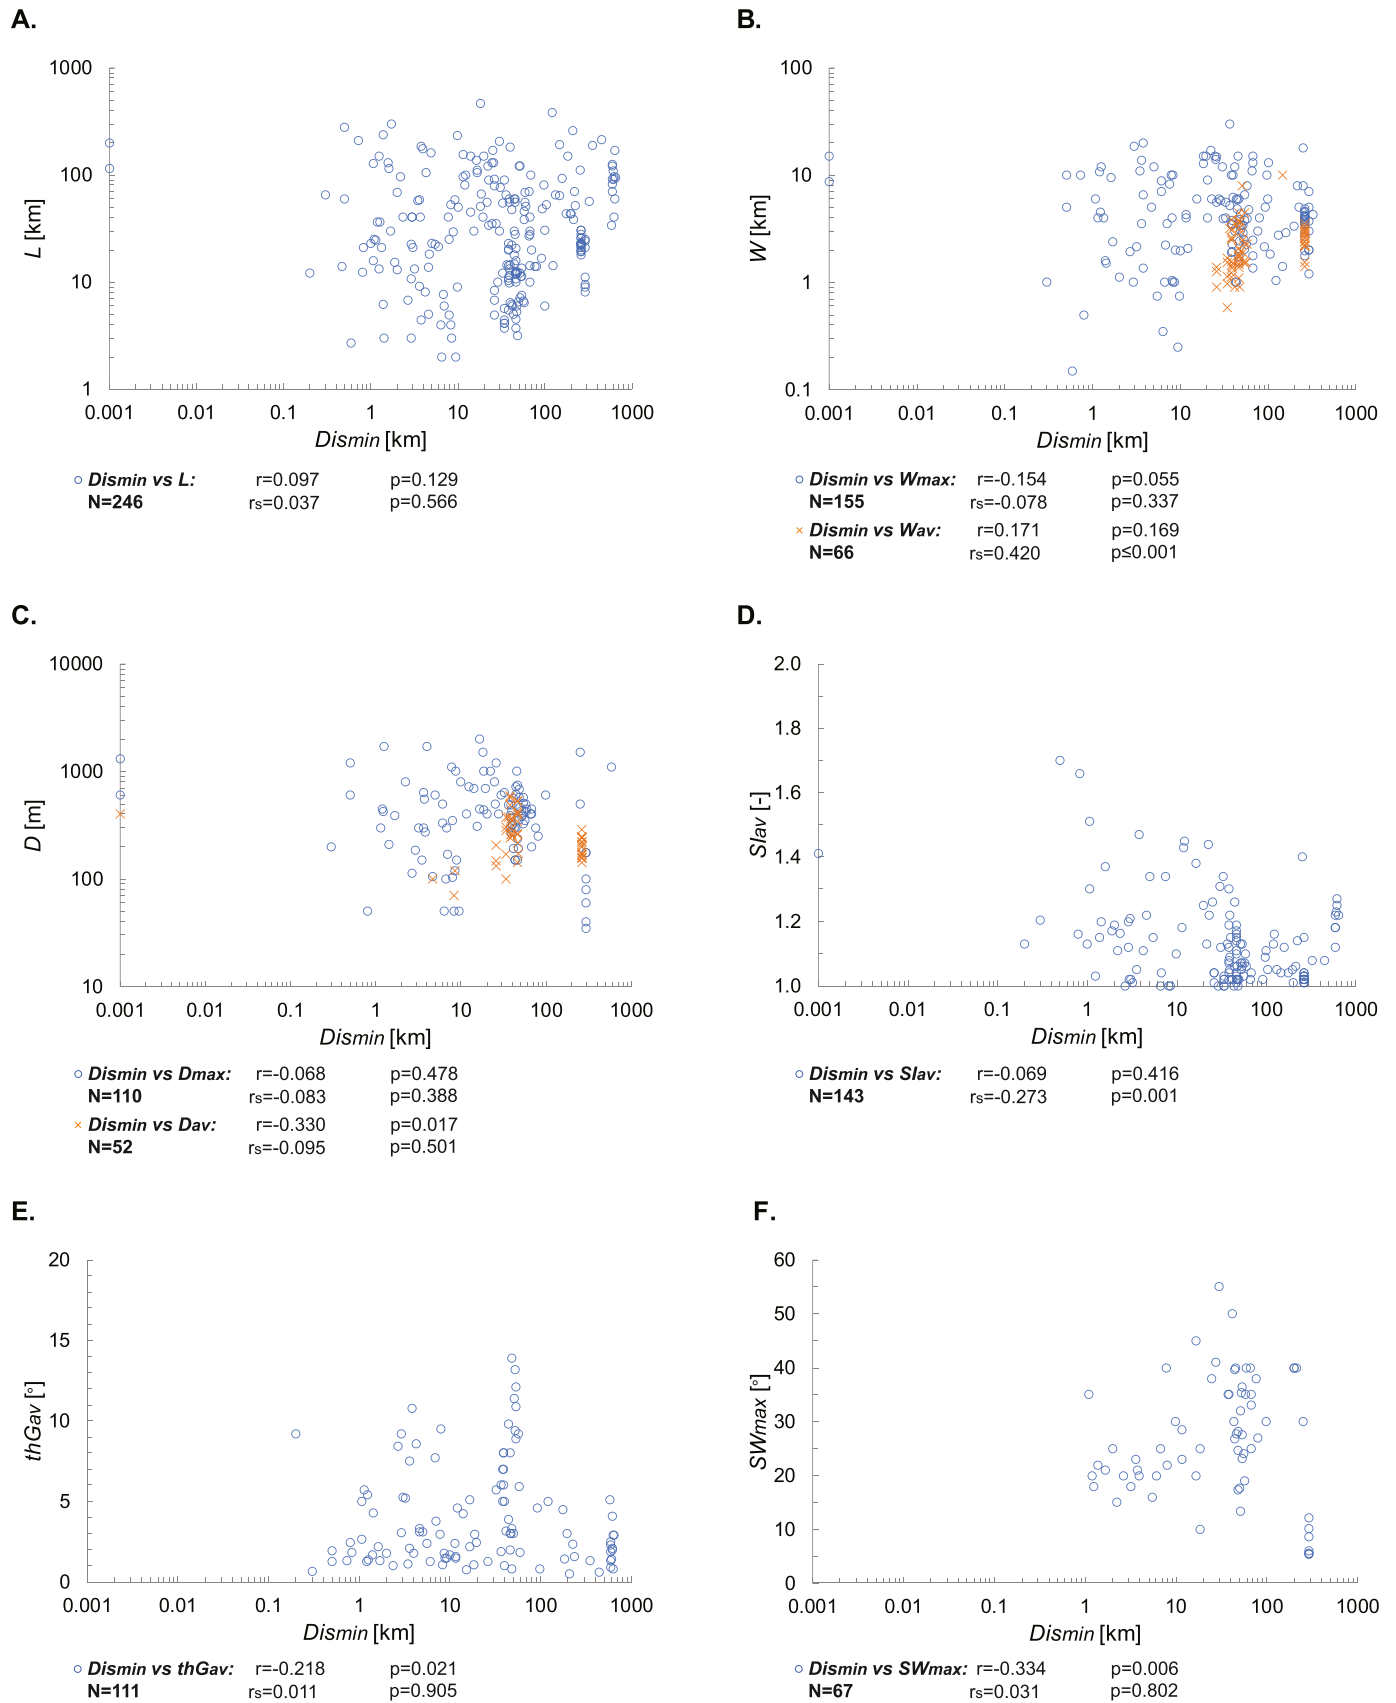 A.
1000
100
10
1
L [km]
0.001 0.01 0.1 1 10 100 1000
Dismin [km]
Dismin vs L: r=0.097 p=0.129
N=246 rs=0.037 p=0.566
B.
100
10
1
0.1
W [km]
0.001 0.01 0.1 1 10 100 1000
Dismin [km]
Dismin vs Wmax: r=-0.154 p=0.055
N=155 rs=-0.078 p=0.337
Dismin vs Wav: r=0.171 p=0.169
N=66 rs=0.420 p≤0.001
C.
10000
1000
100
10
D [m]
0.001 0.01 0.1 1 10 100 1000
Dismin [km]
Dismin vs Dmax: r=-0.068 p=0.478
N=110 rs=-0.083 p=0.388
Dismin vs Dav: r=-0.330 p=0.017
N=52 rs=-0.095 p=0.501
D.
2.0
1.8
1.6
1.4
1.2
1.0
SIav [-]
0.001 0.01 0.1 1 10 100 1000
Dismin [km]
Dismin vs SIav: r=-0.069 p=0.416
N=143 rs=-0.273 p=0.001
E.
20
15
10
5
0
thGav [°]
0.001 0.01 0.1 1 10 100 1000
Dismin [km]
Dismin vs thGav: r=-0.218 p=0.021
N=111 rs=0.011 p=0.905
F.
60
50
40
30
20
10
0
SWmax [°]
0.001 0.01 0.1 1 10 100 1000
Dismin [km]
Dismin vs SWmax: r=-0.334 p=0.006
N=67 rs=0.031 p=0.802